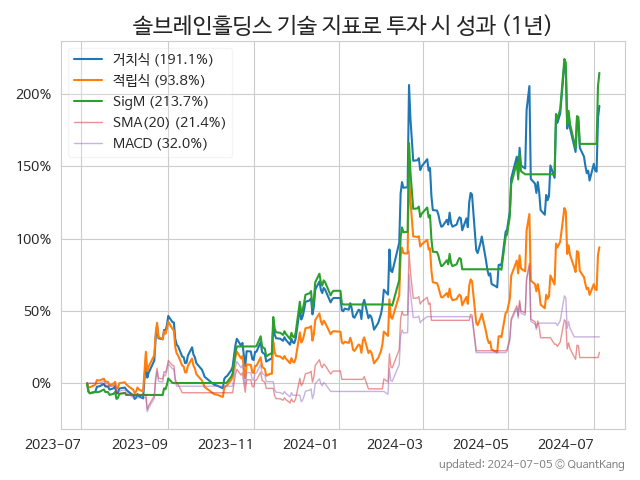 솔브레인홀딩스 기술 지표로 투자 시 성과 (1년)
거치식 (191.1%)
적립식 (93.8%)
SigM (213.7%)
SMA(20) (21.4%)
MACD (32.0%)
200%
150%
100%
50%
0%
2023-07 2023-09 2023-11 2024-01 2024-03 2024-05 2024-07
updated: 2024-07-05 © QuantKang